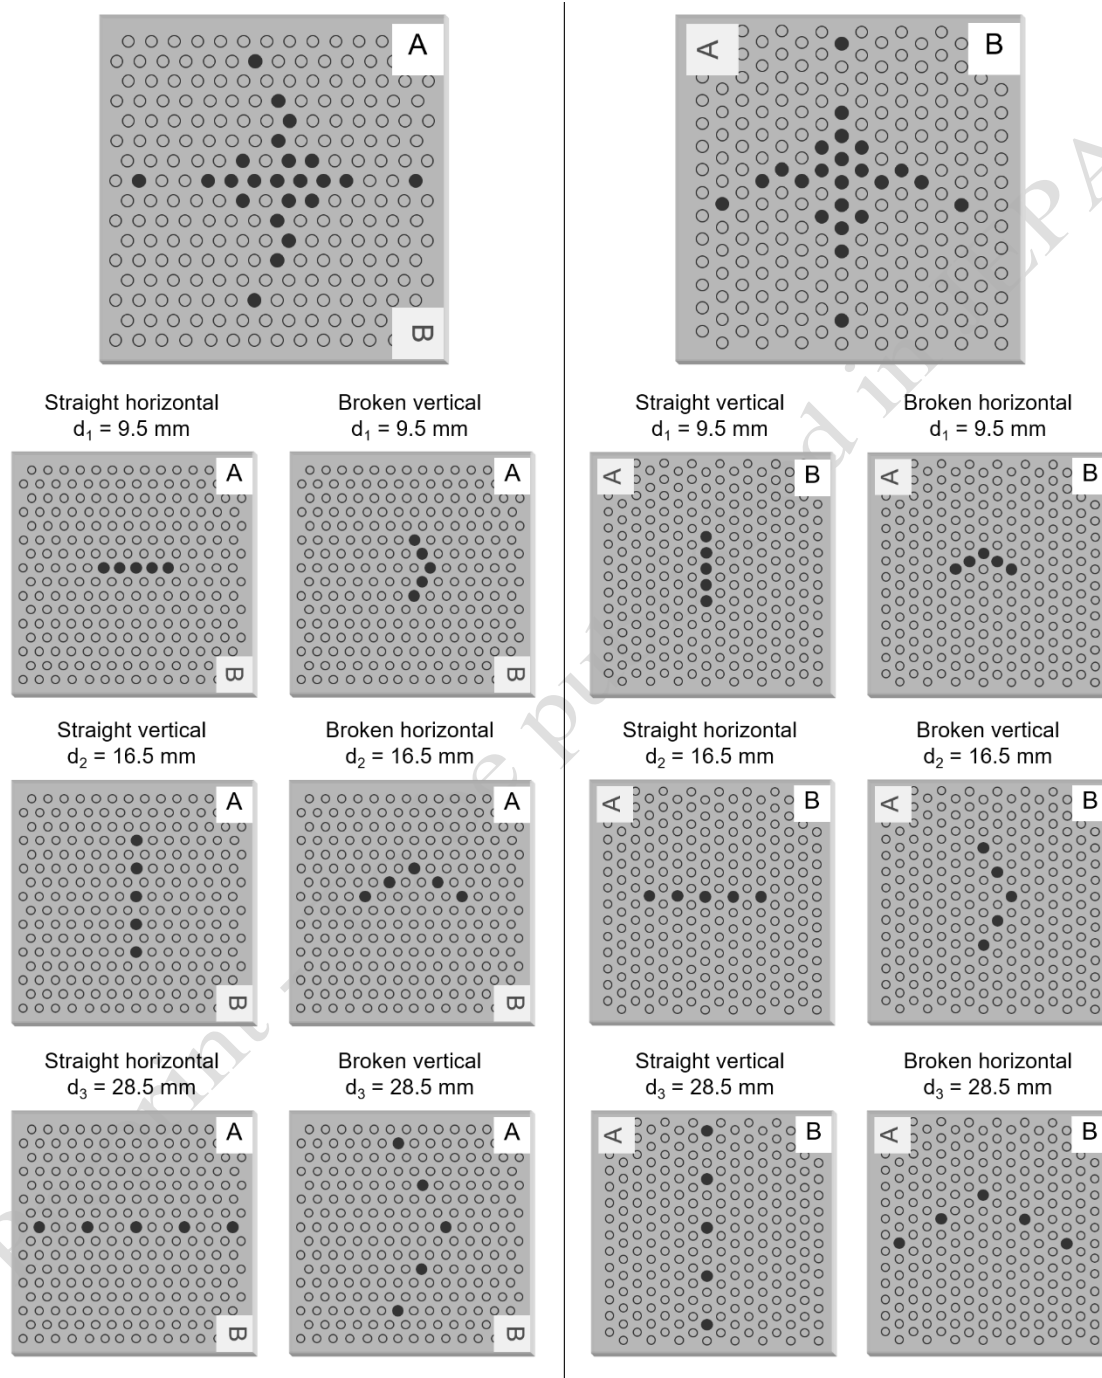 A
B
A
B
Straight horizontal
d₁ = 9.5 mm
Broken vertical
d₁ = 9.5 mm
Straight vertical
d₁ = 9.5 mm
Broken horizontal
d₁ = 9.5 mm
A
B
A
B
A
B
A
B
Straight vertical
d₂ = 16.5 mm
Broken horizontal
d₂ = 16.5 mm
Straight horizontal
d₂ = 16.5 mm
Broken vertical
d₂ = 16.5 mm
A
B
A
B
A
B
A
B
Straight horizontal
d₃ = 28.5 mm
Broken vertical
d₃ = 28.5 mm
Straight vertical
d₃ = 28.5 mm
Broken horizontal
d₃ = 28.5 mm
A
B
A
B
A
B
A
B